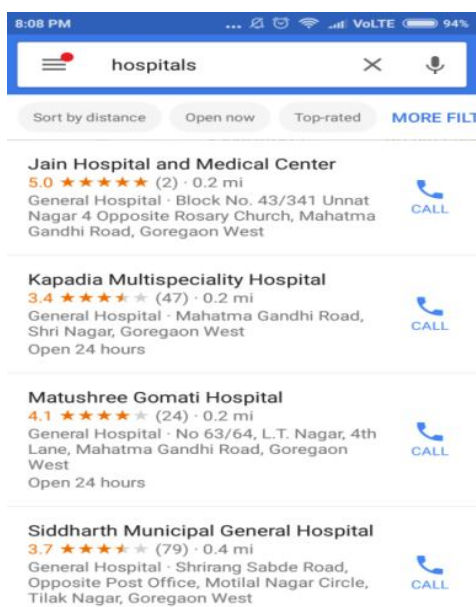 8:08 PM ... VoLTE 94%
hospitals
Sort by distance Open now Top-rated MORE FILT
Jain Hospital and Medical Center
5.0 ★★★★★ (2) · 0.2 mi
General Hospital · Block No. 43/341 Unnat
Nagar 4 Opposite Rosary Church, Mahatma
Gandhi Road, Goregaon West
CALL
Kapadia Multispeciality Hospital
3.4 ★★★★★ (47) · 0.2 mi
General Hospital · Mahatma Gandhi Road,
Shri Nagar, Goregaon West
Open 24 hours
CALL
Matushree Gomati Hospital
4.1 ★★★★★ (24) · 0.2 mi
General Hospital · No 63/64, L.T. Nagar, 4th
Lane, Mahatma Gandhi Road, Goregaon
West
Open 24 hours
CALL
Siddharth Municipal General Hospital
3.7 ★★★★★ (79) · 0.4 mi
General Hospital · Shrirang Sabde Road,
Opposite Post Office, Motilal Nagar Circle,
Tilak Nagar, Goregaon West
CALL